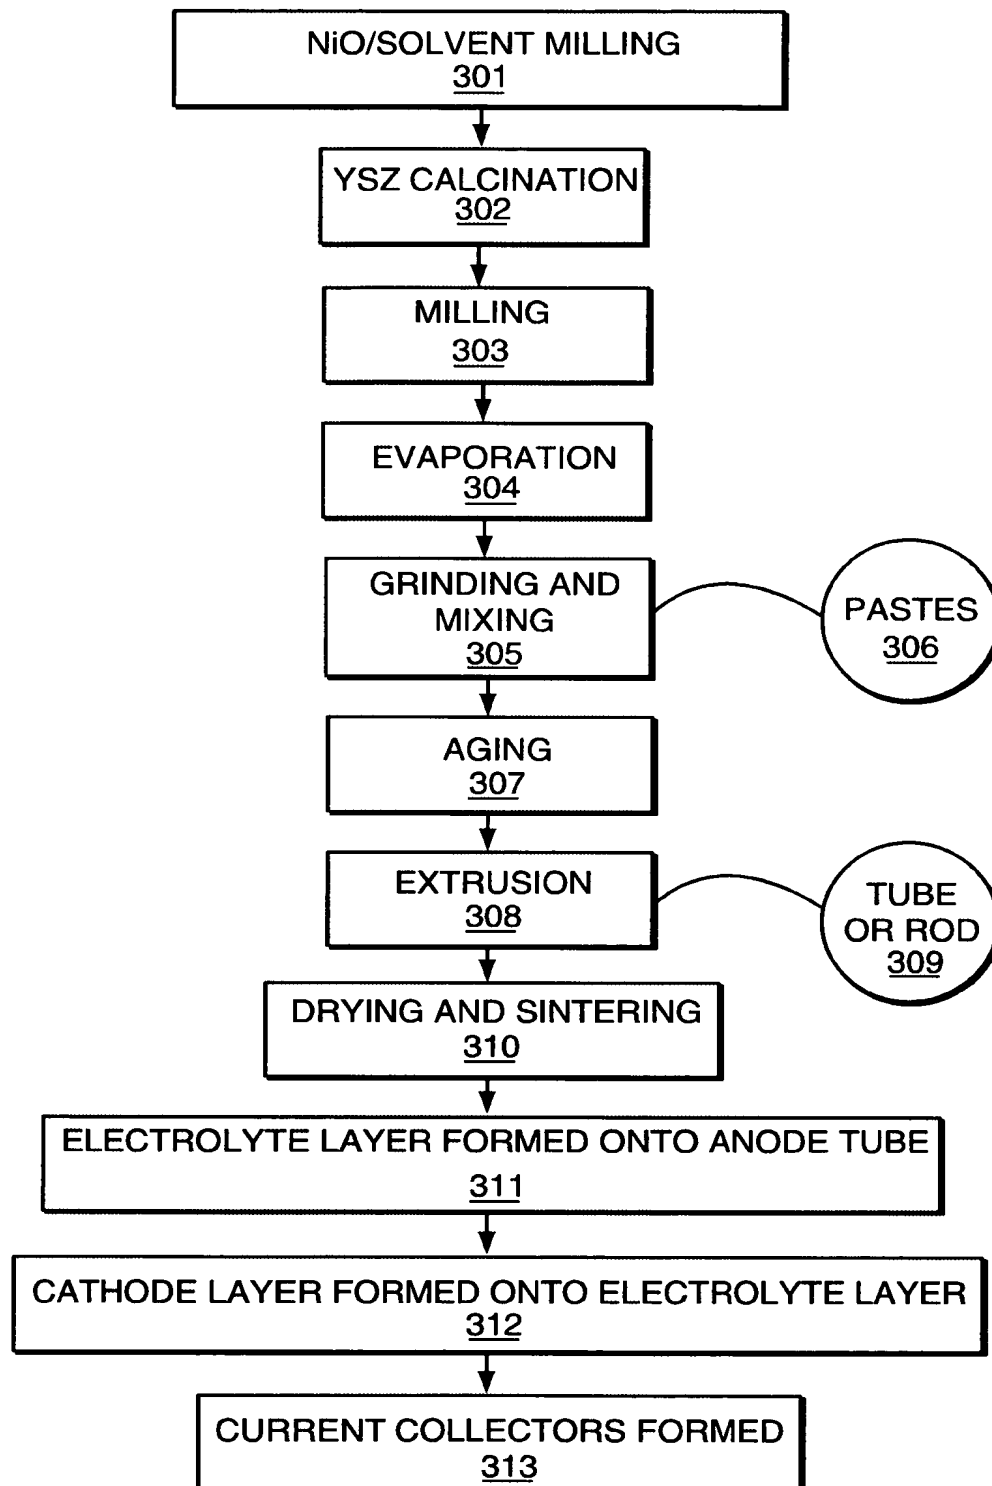 NiO/SOLVENT MILLING
301
YSZ CALCINATION
302
MILLING
303
EVAPORATION
304
GRINDING AND
MIXING
305
PASTES
306
AGING
307
EXTRUSION
308
TUBE
OR ROD
309
DRYING AND SINTERING
310
ELECTROLYTE LAYER FORMED ONTO ANODE TUBE
311
CATHODE LAYER FORMED ONTO ELECTROLYTE LAYER
312
CURRENT COLLECTORS FORMED
313